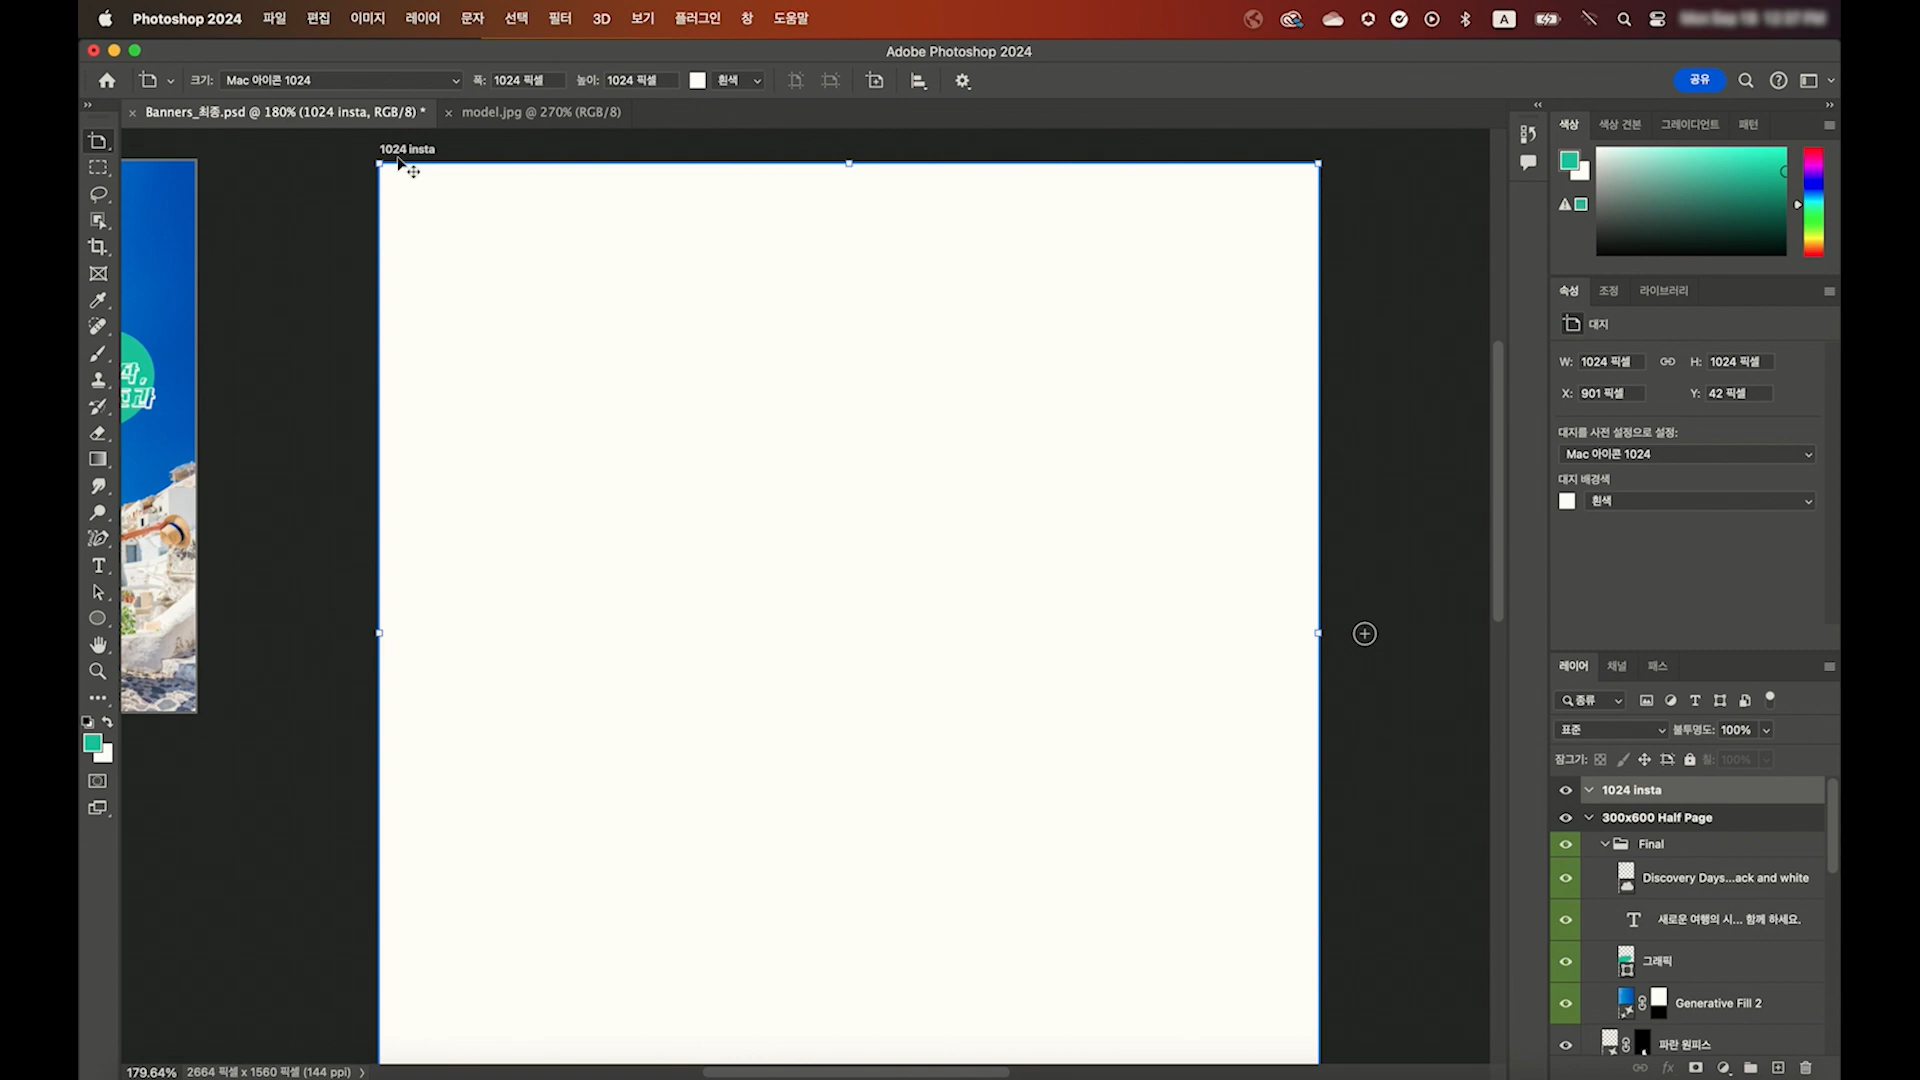 Photoshop 2024 파일 편집 이미지 레이어 문자 선택 필터 3D 보기 플러그인 창 도움말 A
Adobe Photoshop 2024
크기: Mac 아이콘 1024 폭: 1024 픽셀 높이: 1024 픽셀 흰색 공유
Banners_최종.psd @ 180% (1024 insta, RGB/8) * model.jpg @ 270% (RGB/8)
색상 색상 견본 그레이디언트 패턴
1024 insta
속성 조정 라이브러리
대지
W: 1024 픽셀 H: 1024 픽셀
X: 901 픽셀 Y: 42 픽셀
대지를 사전 설정으로 설정:
Mac 아이콘 1024
대지 배경색
흰색
레이어 채널 패스
종류
표준 불투명도: 100%
잠그기: 칠: 100%
1024 insta
300x600 Half Page
Final
Discovery Days...ack and white
새로운 여행의 시... 함께 하세요.
그래픽
Generative Fill 2
파란 원피스
179.64% 2664 픽셀 x 1560 픽셀 (144 ppi)